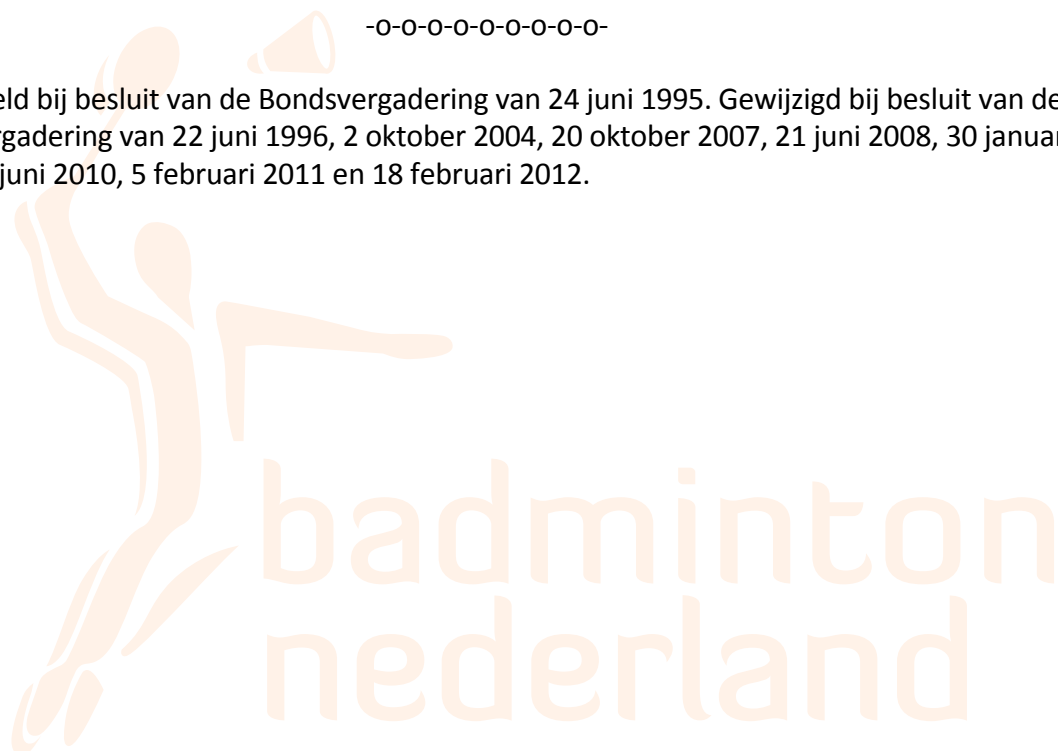 -o-o-o-o-o-o-o-o-o-
eld bij besluit van de Bondsvergadering van 24 juni 1995. Gewijzigd bij besluit van de
rgadering van 22 juni 1996, 2 oktober 2004, 20 oktober 2007, 21 juni 2008, 30 januar
juni 2010, 5 februari 2011 en 18 februari 2012.
badminton
nederland